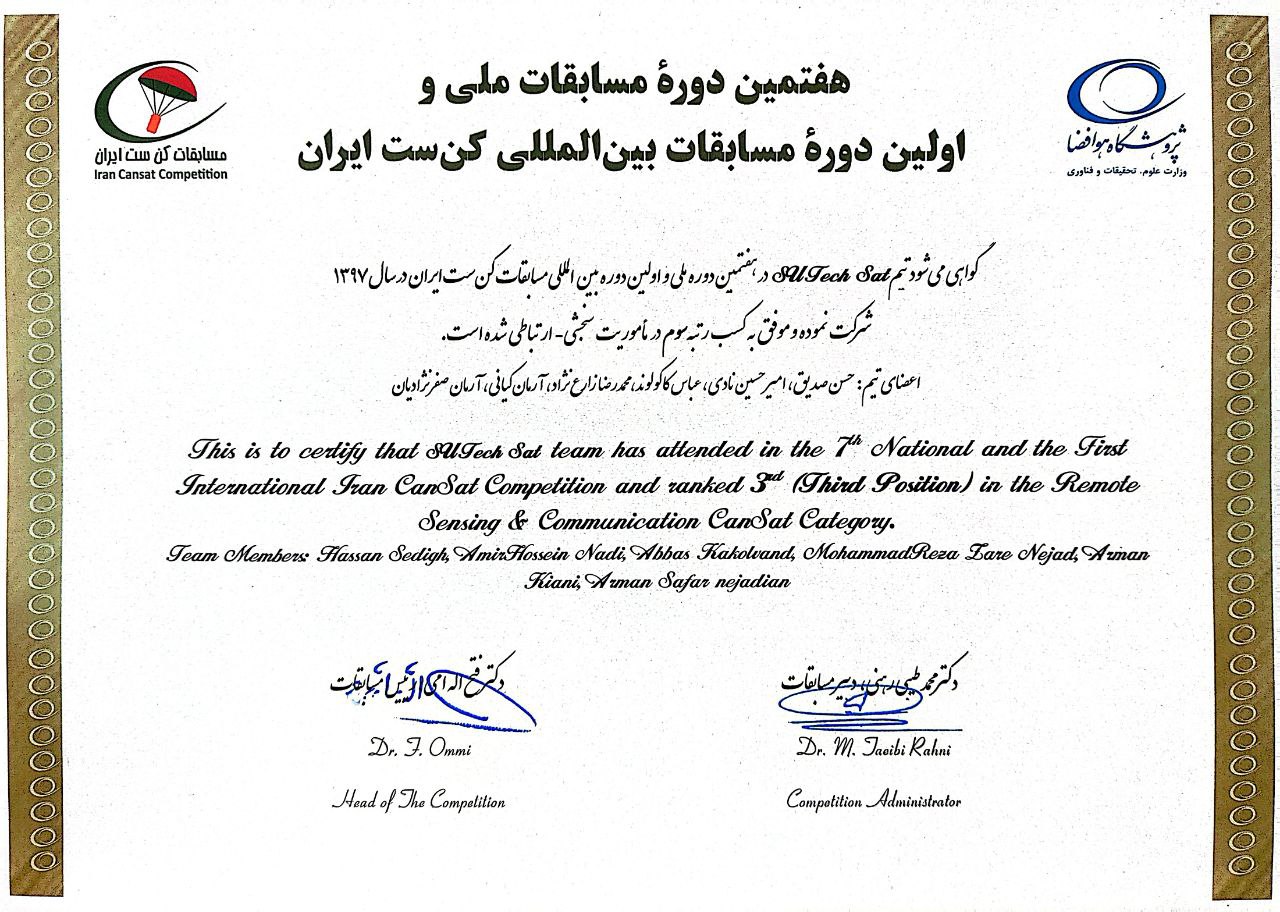 هفتمین دورهٔ مسابقات ملی و
اولین دورهٔ مسابقات بین‌المللی کن‌ست ایران
مسابقات کن ست ایران
Iran Cansat Competition
پژوهشگاه هوافضا
وزارت علوم، تحقیقات و فناوری
گواهی می‌شود تیم SUTech Sat در هفتمین دوره ملی و اولین دوره بین المللی مسابقات کن ست ایران در سال ۱۳۹۷
شرکت نموده و موفق به کسب رتبه سوم در مأموریت سنجشی- ارتباطی شده است.
اعضای تیم: حسن صدیق، امیرحسین نادی، عباس کاکولوند، محمدرضا زارع نژاد، آرمان کیانی، آرمان صفرنژادیان
This is to certify that SUTech Sat team has attended in the 7th National and the First
International Iran CanSat Competition and ranked 3rd (Third Position) in the Remote
Sensing & Communication CanSat Category.
Team Members: Hassan Sedigh, AmirHossein Nadi, Abbas Kakolvand, MohammadReza Zare Nejad, Arman
Kiani, Arman Safar nejadian
دکتر محمد طیبی رهنی، دبیر مسابقات
دکتر فتح اله امی، رئیس مسابقات
Dr. F. Ommi
Dr. M. Taeibi Rahni
Head of The Competition
Competition Administrator